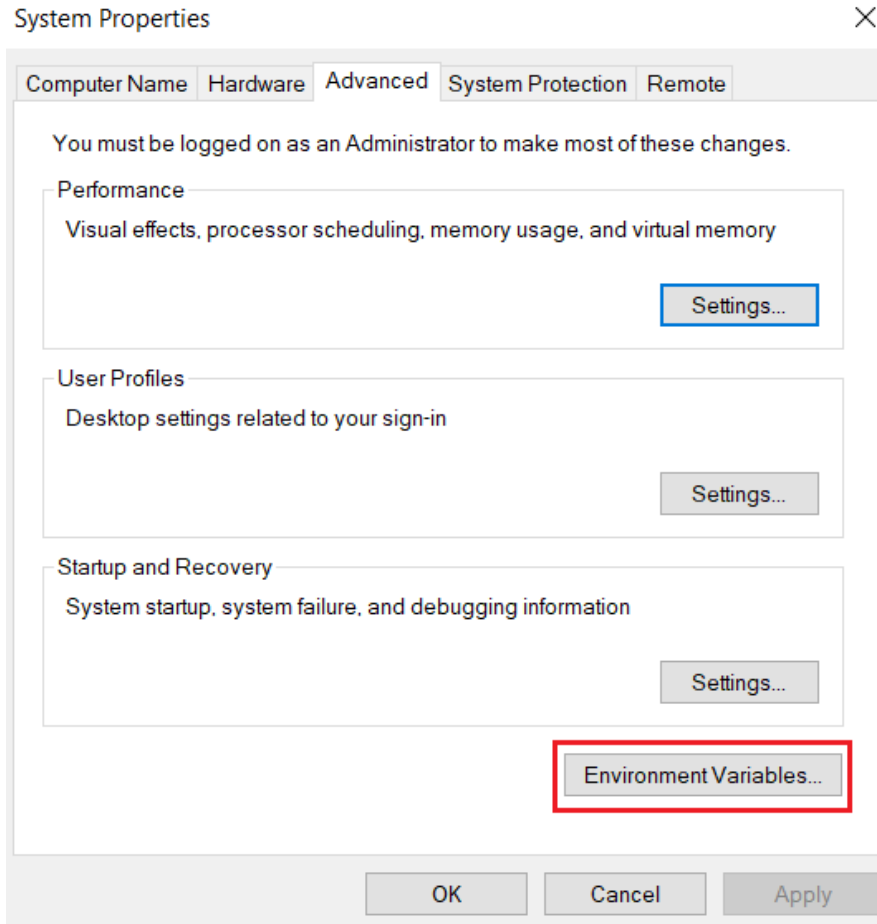 System Properties
Computer Name Hardware Advanced System Protection Remote
You must be logged on as an Administrator to make most of these changes.
Performance
Visual effects, processor scheduling, memory usage, and virtual memory
Settings...
User Profiles
Desktop settings related to your sign-in
Settings...
Startup and Recovery
System startup, system failure, and debugging information
Settings...
Environment Variables...
OK Cancel Apply